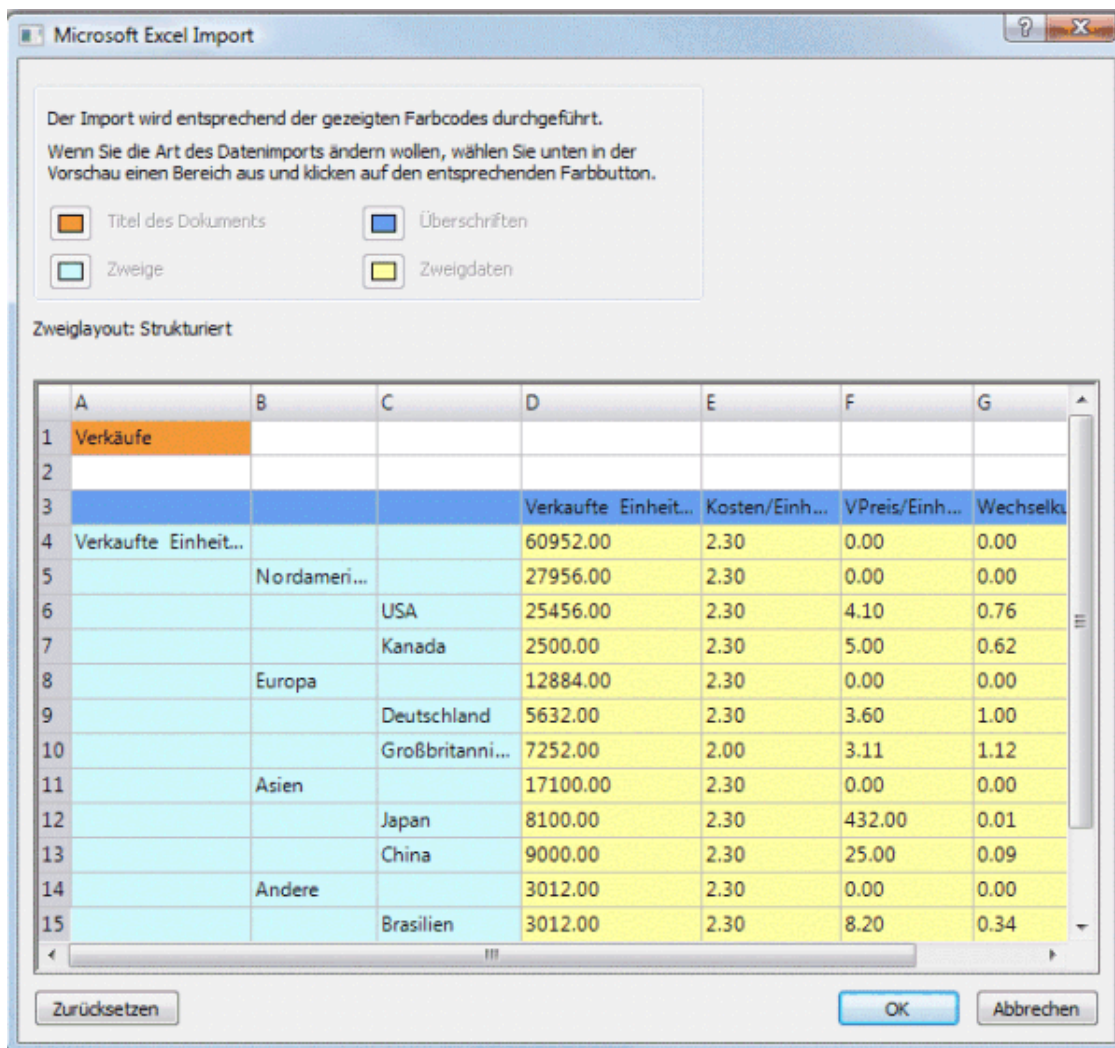 Microsoft Excel Import
Der Import wird entsprechend der gezeigten Farbcodes durchgeführt.
Wenn Sie die Art des Datenimports ändern wollen, wählen Sie unten in der
Vorschau einen Bereich aus und klicken auf den entsprechenden Farbbutton.
Titel des Dokuments Überschriften
Zweige Zweigdaten
Zweiglayout: Strukturiert
A B C D E F G
1 Verkäufe
2
3 Verkaufte Einheit... Kosten/Einh... VPreis/Einh... Wechselku
4 Verkaufte Einheit... 60952.00 2.30 0.00 0.00
5 Nordameri... 27956.00 2.30 0.00 0.00
6 USA 25456.00 2.30 4.10 0.76
7 Kanada 2500.00 2.30 5.00 0.62
8 Europa 12884.00 2.30 0.00 0.00
9 Deutschland 5632.00 2.30 3.60 1.00
10 Großbritanni... 7252.00 2.00 3.11 1.12
11 Asien 17100.00 2.30 0.00 0.00
12 Japan 8100.00 2.30 432.00 0.01
13 China 9000.00 2.30 25.00 0.09
14 Andere 3012.00 2.30 0.00 0.00
15 Brasilien 3012.00 2.30 8.20 0.34
Zurücksetzen OK Abbrechen